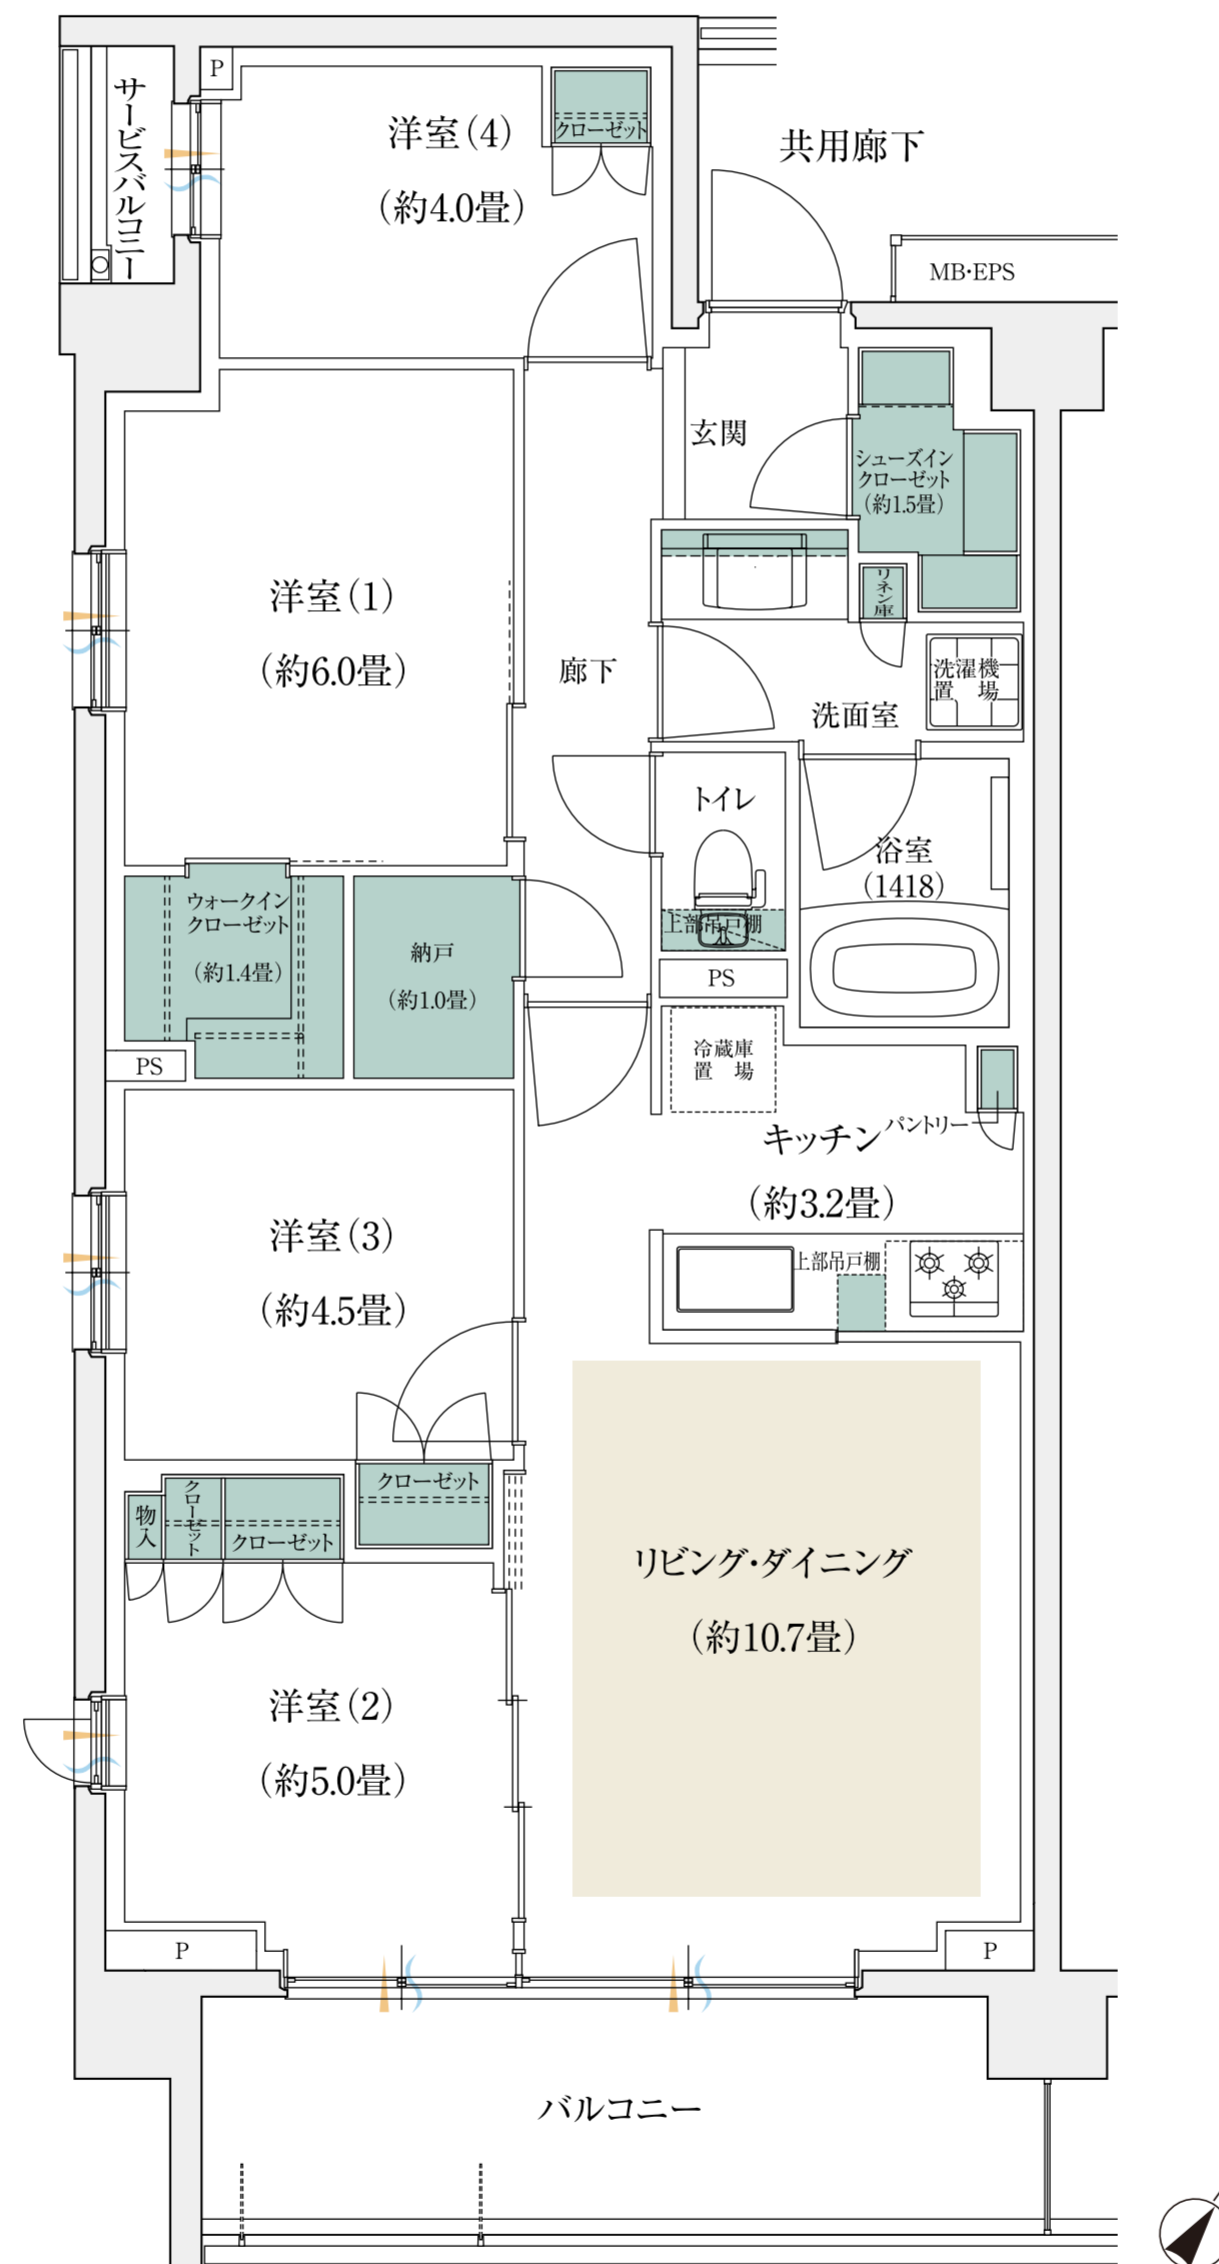 P
サービスバルコニー
洋室(4)
(約4.0畳)
クローゼット
共用廊下
MB・EPS
玄関
シューズイン
クローゼット
(約1.5畳)
リネン庫
洋室(1)
(約6.0畳)
廊下
洗濯機
置場
洗面室
トイレ
浴室
(1418)
上部吊戸棚
ウォークイン
クローゼット
(約1.4畳)
納戸
(約1.0畳)
PS
PS
冷蔵庫
置場
パントリー
キッチン
(約3.2畳)
上部吊戸棚
洋室(3)
(約4.5畳)
クローゼット
物入
クローゼット
クローゼット
リビング・ダイニング
(約10.7畳)
洋室(2)
(約5.0畳)
P
P
バルコニー